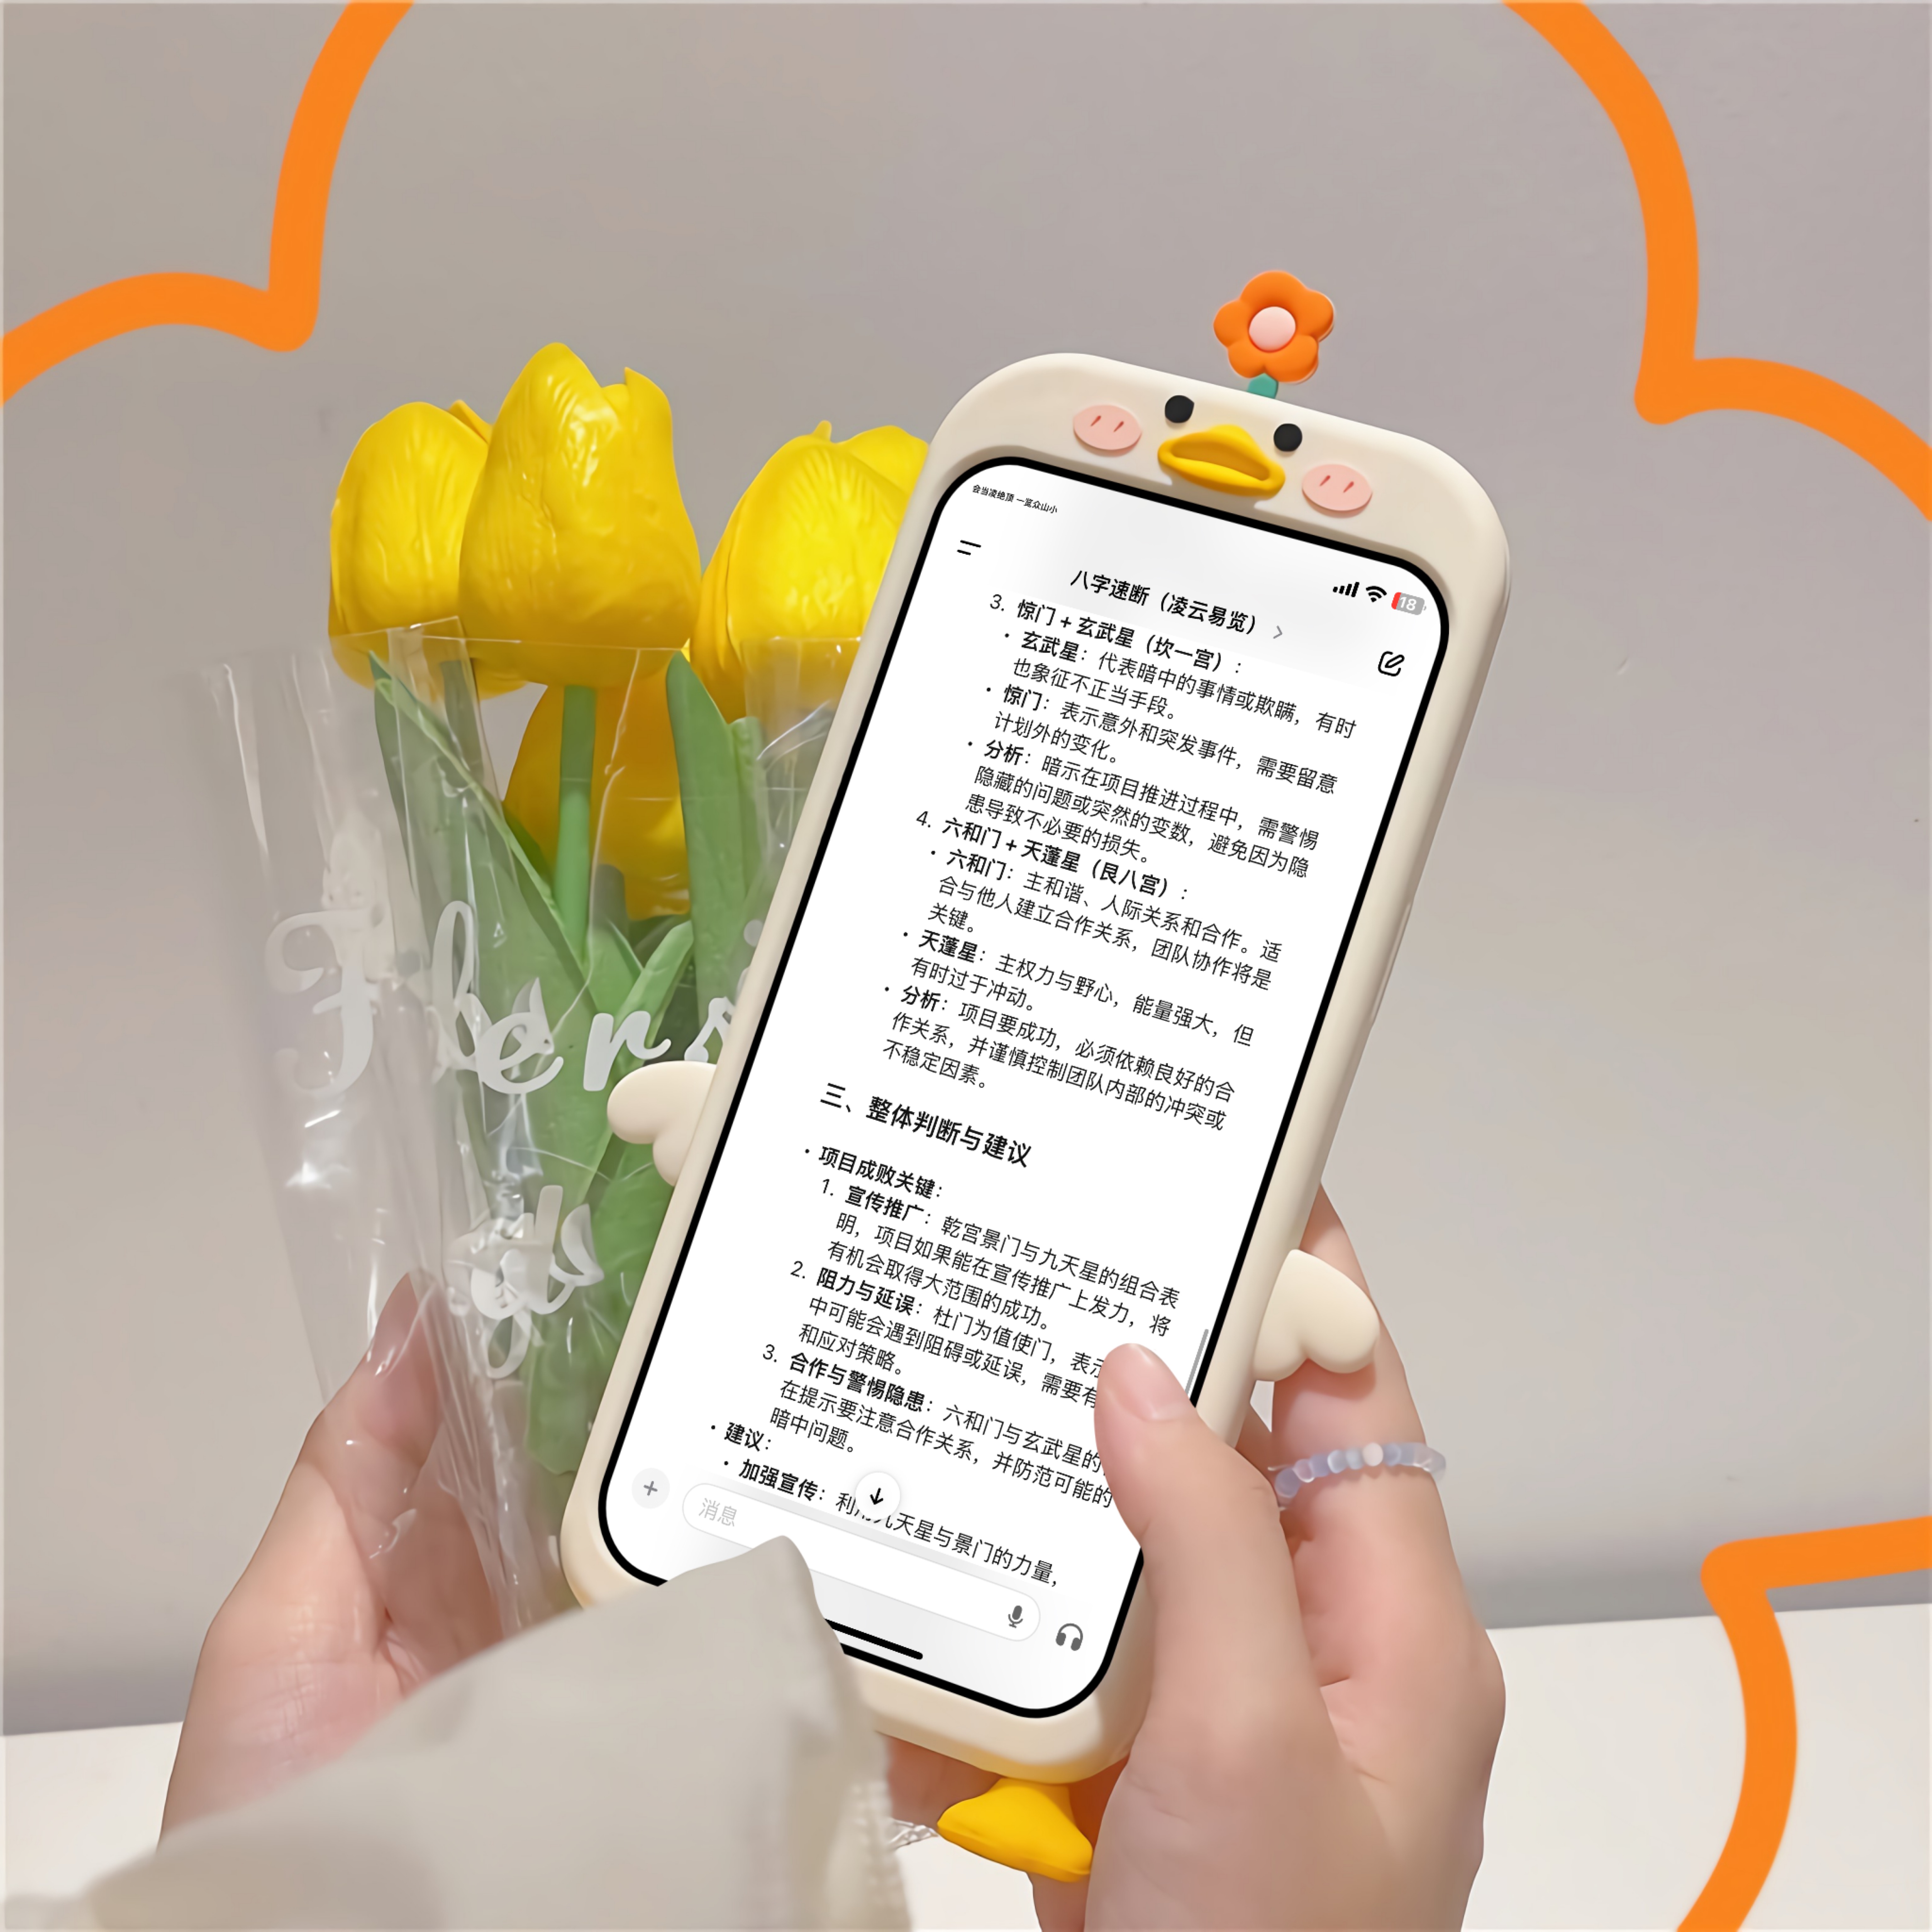 会当凌绝顶 一览众山小
18
八字速断（凌云易览） >
3. 惊门 + 玄武星（坎一宫）：
• 玄武星：代表暗中的事情或欺瞒，有时
也象征不正当手段。
• 惊门：表示意外和突发事件，需要留意
计划外的变化。
• 分析：暗示在项目推进过程中，需警惕
隐藏的问题或突然的变数，避免因为隐
患导致不必要的损失。
4. 六和门 + 天蓬星（艮八宫）：
• 六和门：主和谐、人际关系和合作。适
合与他人建立合作关系，团队协作将是
关键。
• 天蓬星：主权力与野心，能量强大，但
有时过于冲动。
• 分析：项目要成功，必须依赖良好的合
作关系，并谨慎控制团队内部的冲突或
不稳定因素。
三、整体判断与建议
• 项目成败关键：
1. 宣传推广：乾宫景门与九天星的组合表
明，项目如果能在宣传推广上发力，将
有机会取得大范围的成功。
2. 阻力与延误：杜门为值使门，表示
中可能会遇到阻碍或延误，需要有
和应对策略。
3. 合作与警惕隐患：六和门与玄武星的
在提示要注意合作关系，并防范可能的
暗中问题。
• 建议：
• 加强宣传：利用九天星与景门的力量，
消息